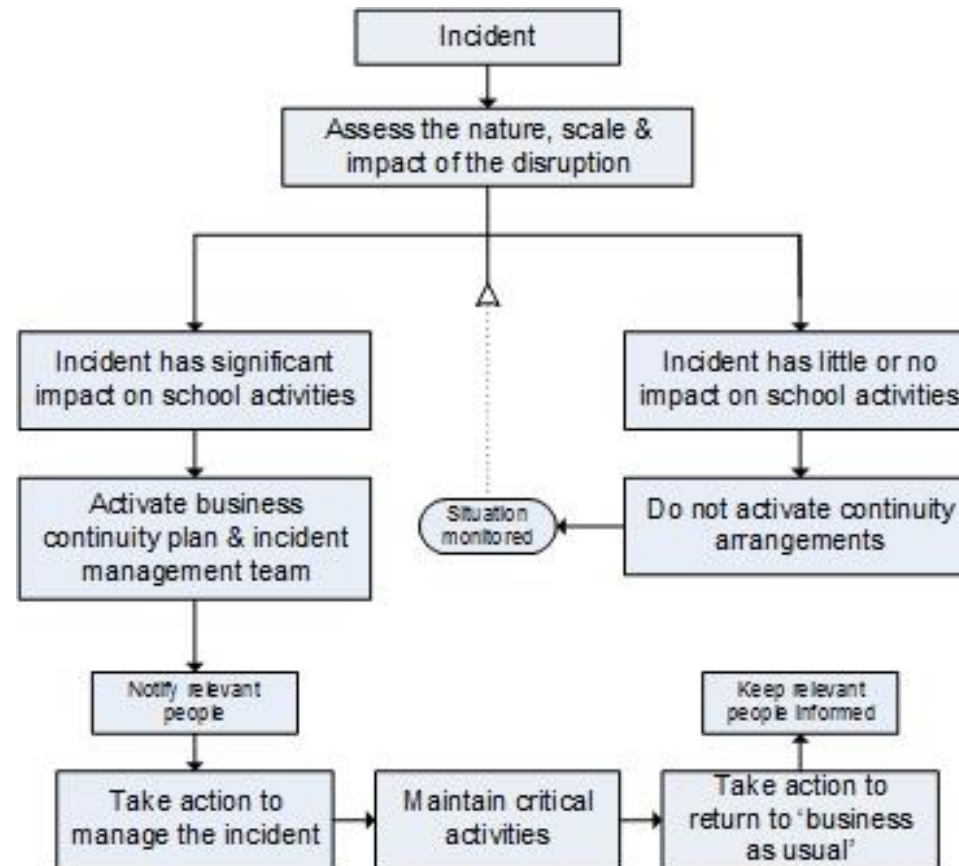 Incident
Assess the nature, scale &
impact of the disruption
Incident has significant
impact on school activities
Incident has little or no
impact on school activities
Activate business
continuity plan & incident
management team
Situation
monitored
Do not activate continuity
arrangements
Notify relevant
people
Keep relevant
people informed
Take action to
manage the incident
Maintain critical
activities
Take action to
return to ‘business
as usual’